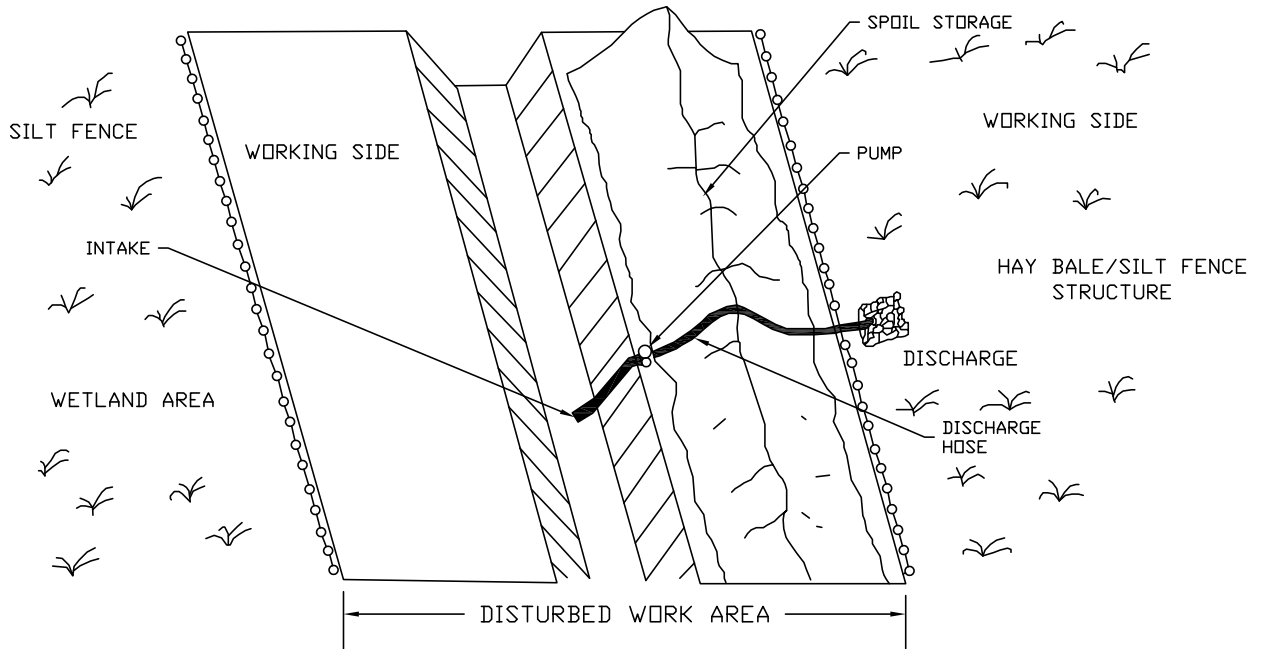 SPOIL STORAGE
SILT FENCE
WORKING SIDE
WORKING SIDE
PUMP
INTAKE
HAY BALE/SILT FENCE
STRUCTURE
DISCHARGE
WETLAND AREA
DISCHARGE
HOSE
DISTURBED WORK AREA